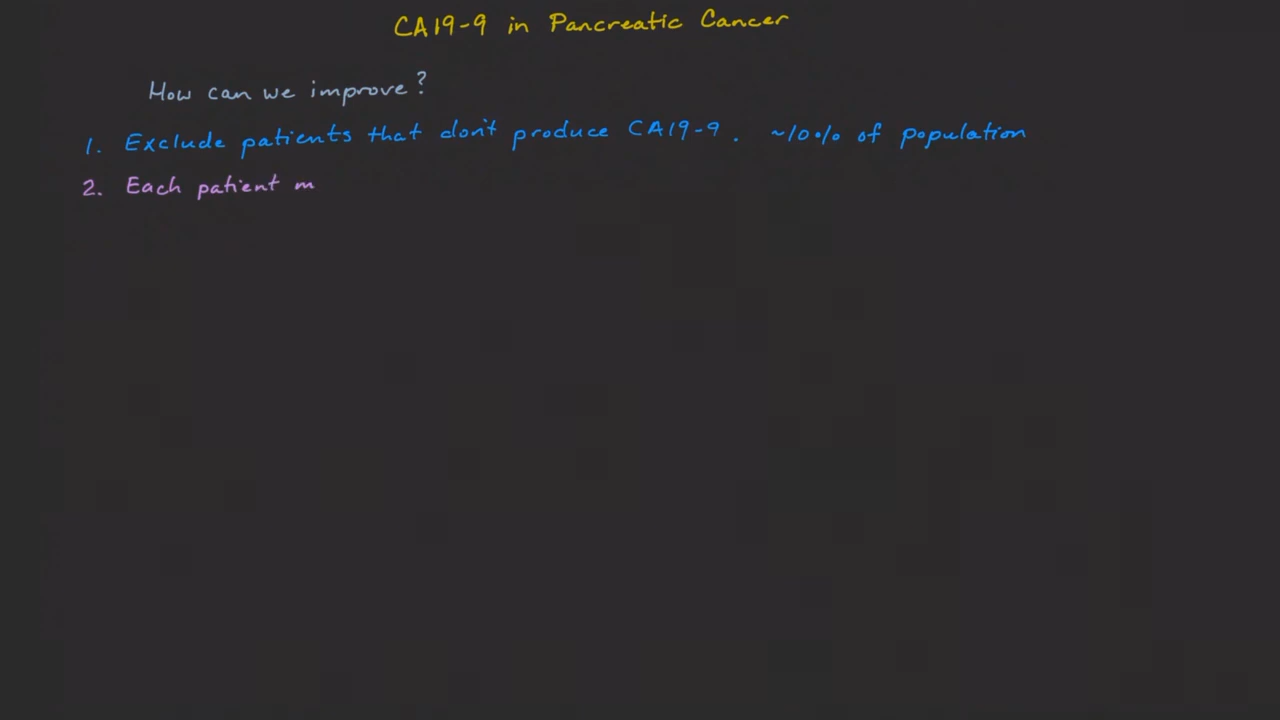 CA19-9 in Pancreatic Cancer
How can we improve?
1. Exclude patients that don't produce CA19-9. ~10% of population
2. Each patient m